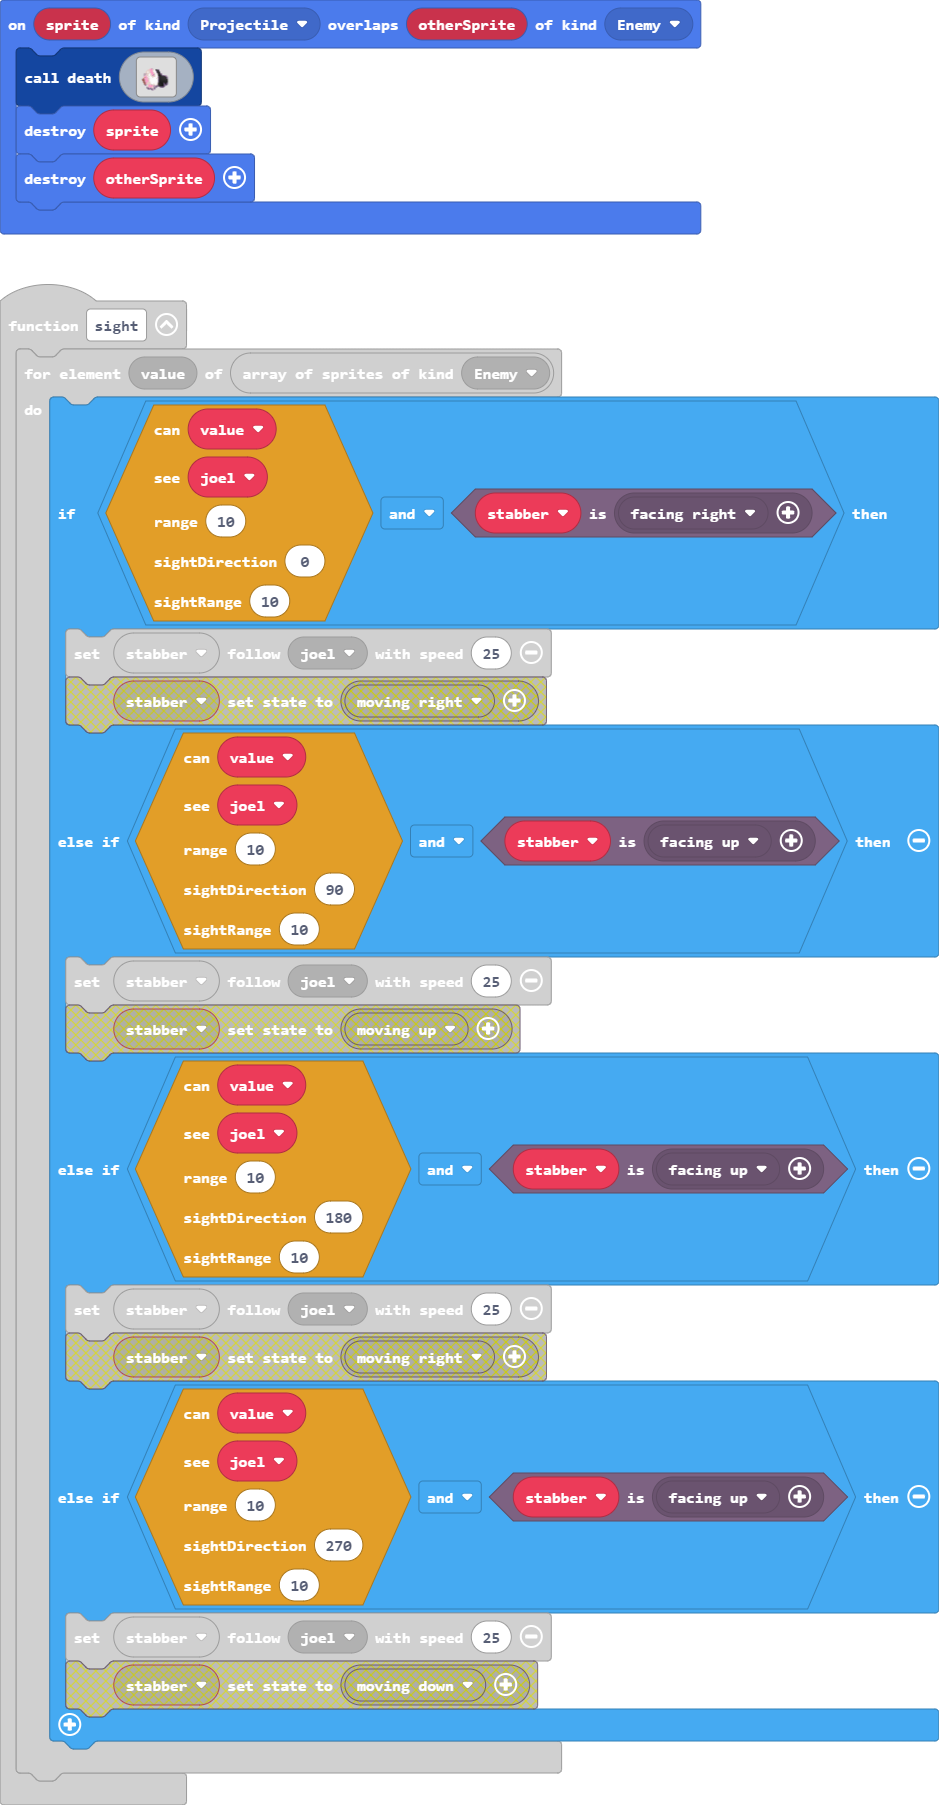 on sprite of kind Projectile overlaps otherSprite of kind Enemy
call death
destroy sprite
destroy otherSprite
function sight
for element value of array of sprites of kind Enemy
do
if can value see joel range 10 sightDirection 0 sightRange 10 and stabber is facing right then
set stabber follow joel with speed 25
stabber set state to moving right
else if can value see joel range 10 sightDirection 90 sightRange 10 and stabber is facing up then
set stabber follow joel with speed 25
stabber set state to moving up
else if can value see joel range 10 sightDirection 180 sightRange 10 and stabber is facing up then
set stabber follow joel with speed 25
stabber set state to moving right
else if can value see joel range 10 sightDirection 270 sightRange 10 and stabber is facing up then
set stabber follow joel with speed 25
stabber set state to moving down